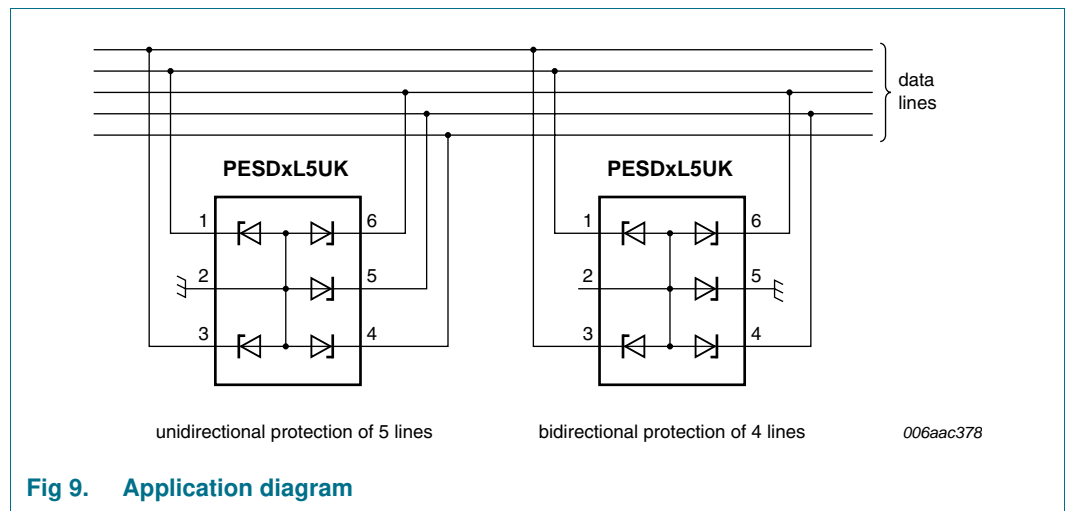 data
lines
PESDxL5UK PESDxL5UK
1 6 1 6
2 5 2 5
3 4 3 4
unidirectional protection of 5 lines bidirectional protection of 4 lines 006aac378
Fig 9. Application diagram